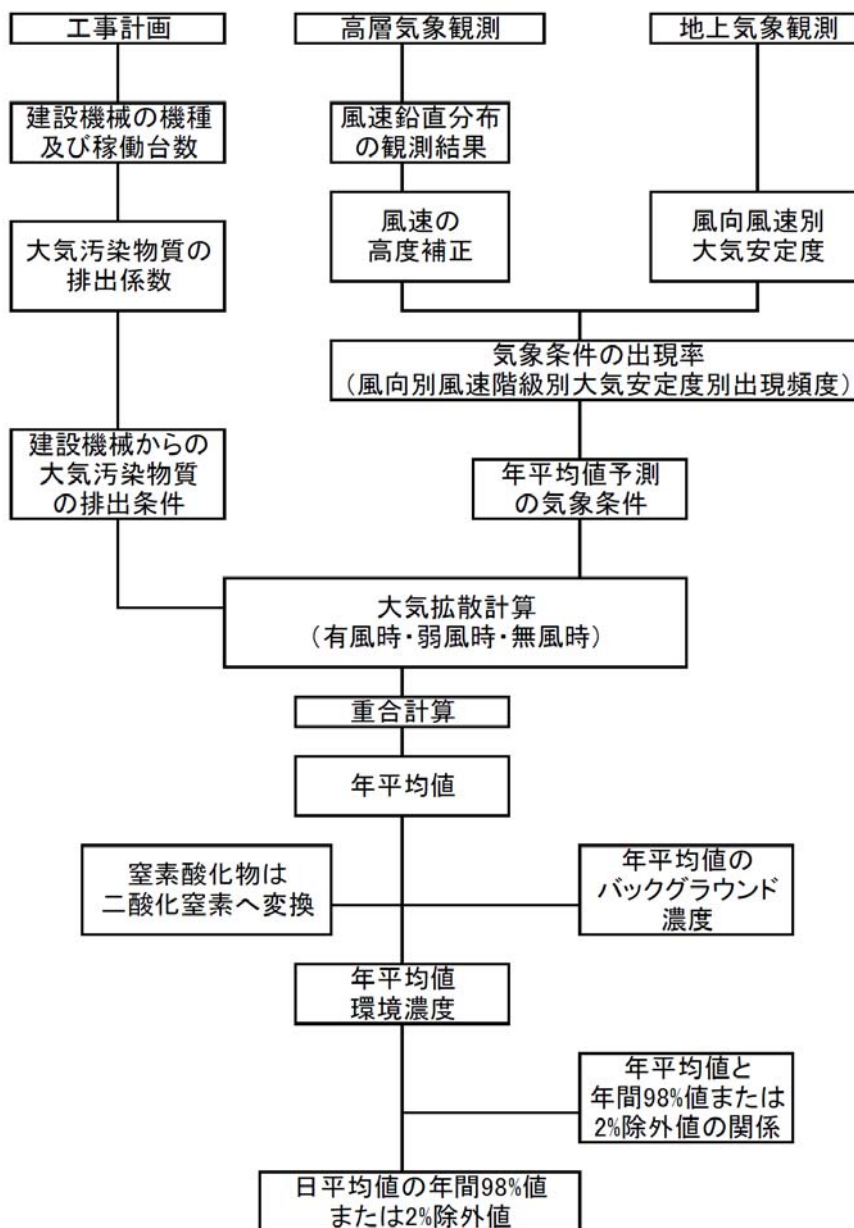 工事計画
高層気象観測
地上気象観測
建設機械の機種
及び稼働台数
風速鉛直分布
の観測結果
大気汚染物質の
排出係数
風速の
高度補正
風向風速別
大気安定度
気象条件の出現率
（風向別風速階級別大気安定度別出現頻度）
建設機械からの
大気汚染物質
の排出条件
年平均値予測
の気象条件
大気拡散計算
（有風時・弱風時・無風時）
重合計算
年平均値
窒素酸化物は
二酸化窒素へ変換
年平均値の
バックグラウンド
濃度
年平均値
環境濃度
年平均値と
年間98%値または
2%除外値の関係
日平均値の年間98%値
または2%除外値